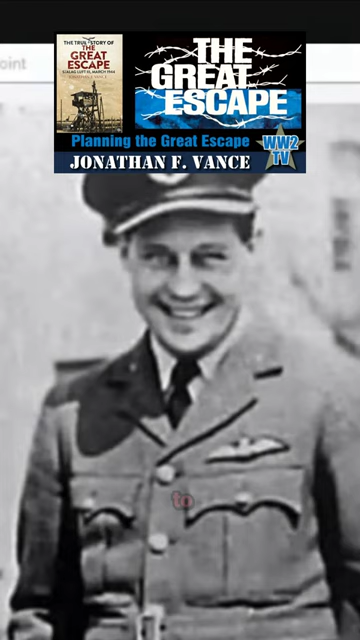 THE TRUE STORY OF
THE
GREAT
ESCAPE
STALAG LUFT III, MARCH 1944
THE
GREAT
ESCAPE
Planning the Great Escape
WW2
TV
JONATHAN F. VANCE
oint
to